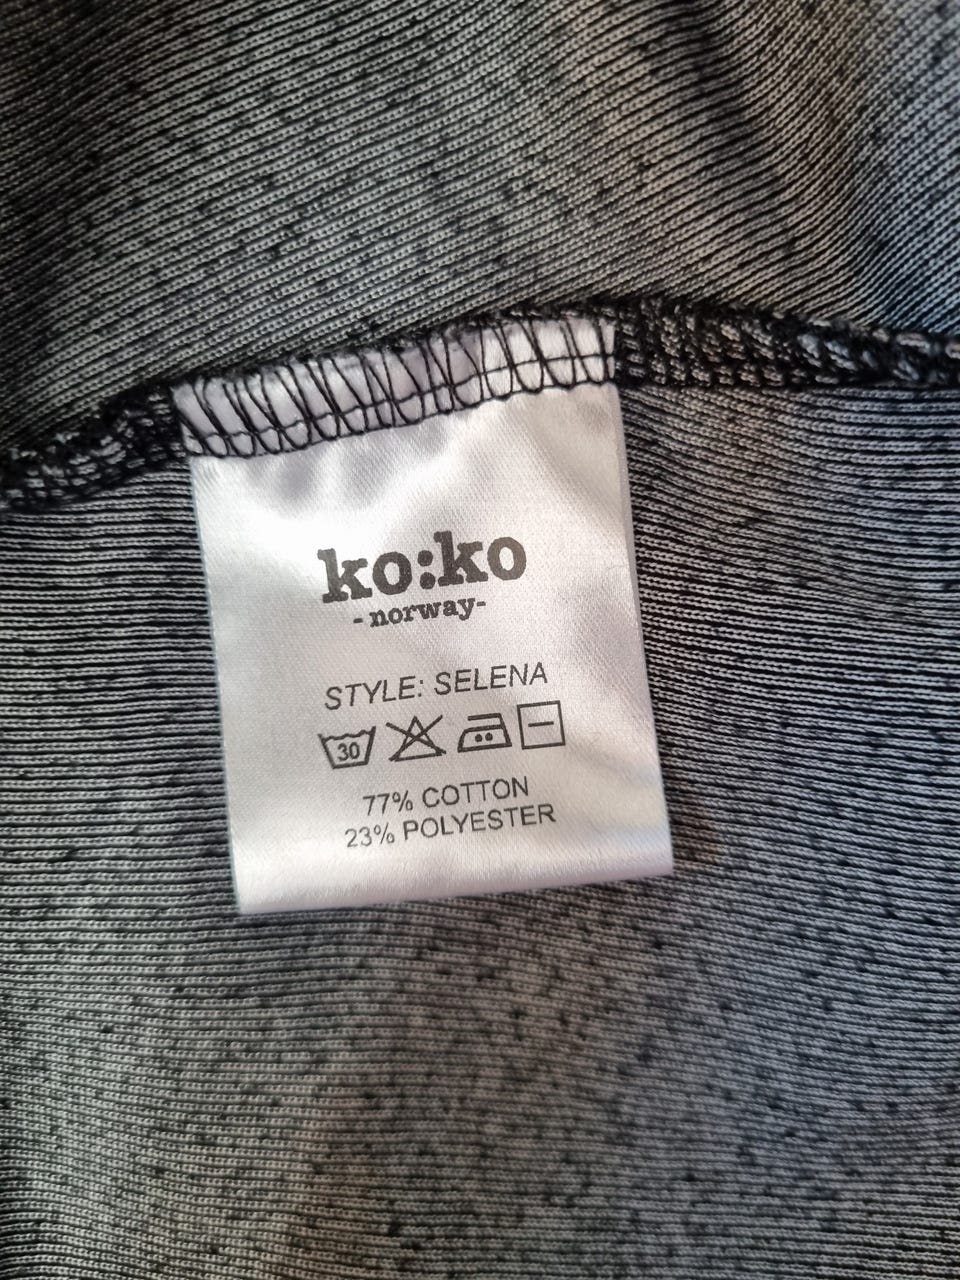 ko:ko
- norway-
STYLE: SELENA
30
77% COTTON
23% POLYESTER